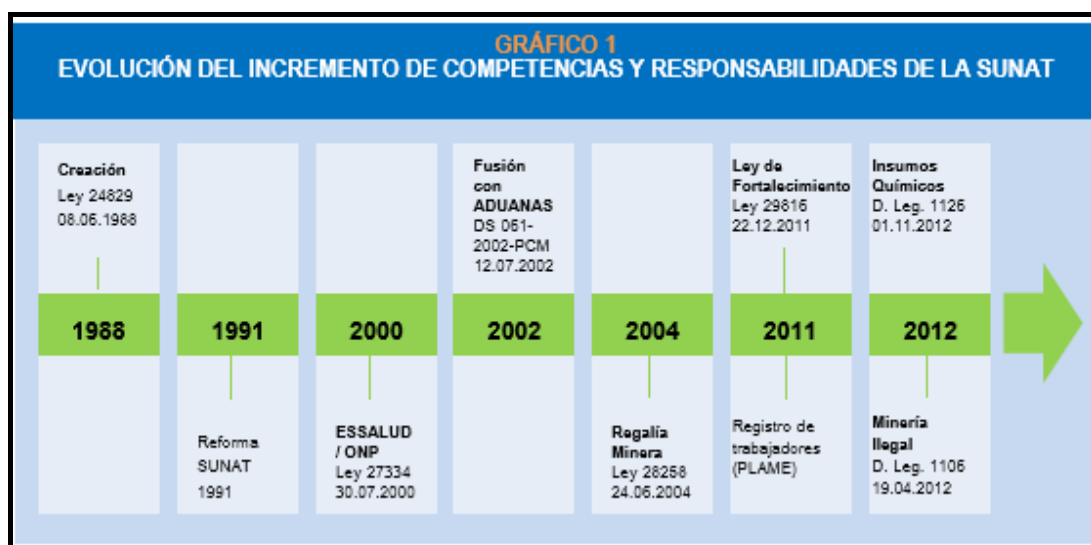 GRÁFICO 1
EVOLUCIÓN DEL INCREMENTO DE COMPETENCIAS Y RESPONSABILIDADES DE LA SUNAT
Creación
Ley 24829
08.06.1988
Fusión
con
ADUANAS
DS 061-
2002-PCM
12.07.2002
Ley de
Fortalecimiento
Ley 29816
22.12.2011
Insumos
Químicos
D. Leg. 1126
01.11.2012
1988
1991
2000
2002
2004
2011
2012
Reforma
SUNAT
1991
ESSALUD
/ ONP
Ley 27334
30.07.2000
Regalía
Minera
Ley 28258
24.06.2004
Registro de
trabajadores
(PLAME)
Minería
Ilegal
D. Leg. 1106
19.04.2012